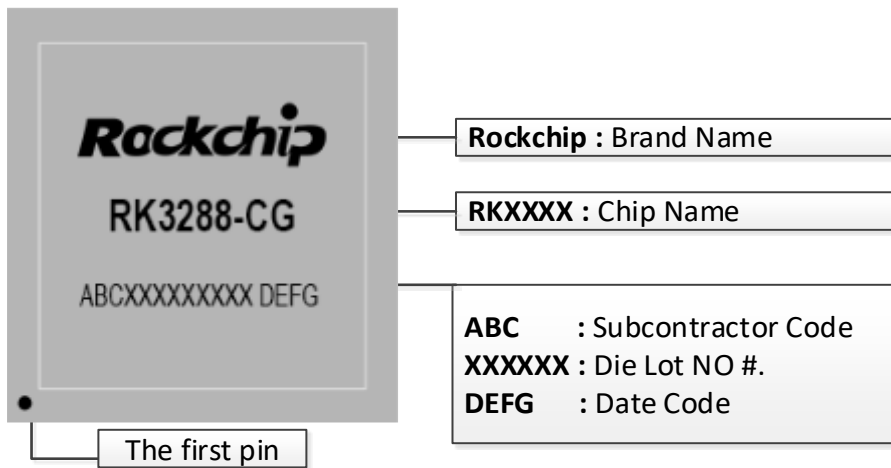 Rockchip
RK3288-CG
ABCXXXXXXXXX DEFG
The first pin
Rockchip : Brand Name
RKXXXX : Chip Name
ABC : Subcontractor Code
XXXXXX : Die Lot NO #.
DEFG : Date Code